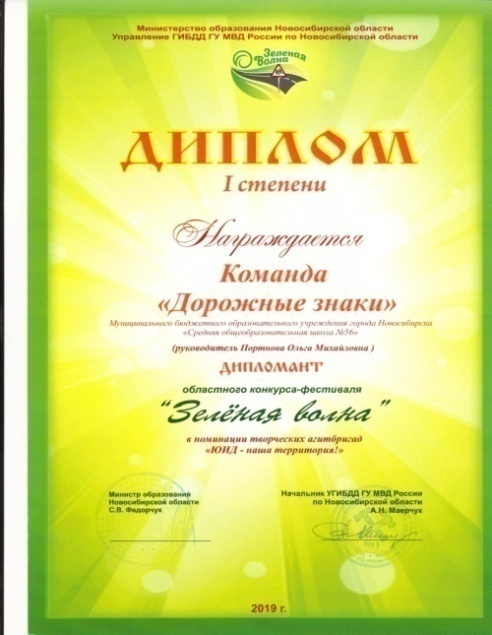 Министерство образования Новосибирской области
Управление ГИБДД ГУ МВД России по Новосибирской области
Зеленая
Волна
ДИПЛОМ
I степени
Награждается
Команда
«Дорожные знаки»
Муниципального бюджетного образовательного учреждения города Новосибирска
«Средняя общеобразовательная школа №56»
(руководитель Портнова Ольга Михайловна )
ДИПЛОМАНТ
областного конкурса-фестиваля
"Зелёная волна"
в номинации творческих агитбригад
«ЮИД - наша территория!»
Министр образования
Новосибирской области
С.В. Федорчук
Начальник УГИБДД ГУ МВД России
по Новосибирской области
А.Н. Маерчук
2019 г.